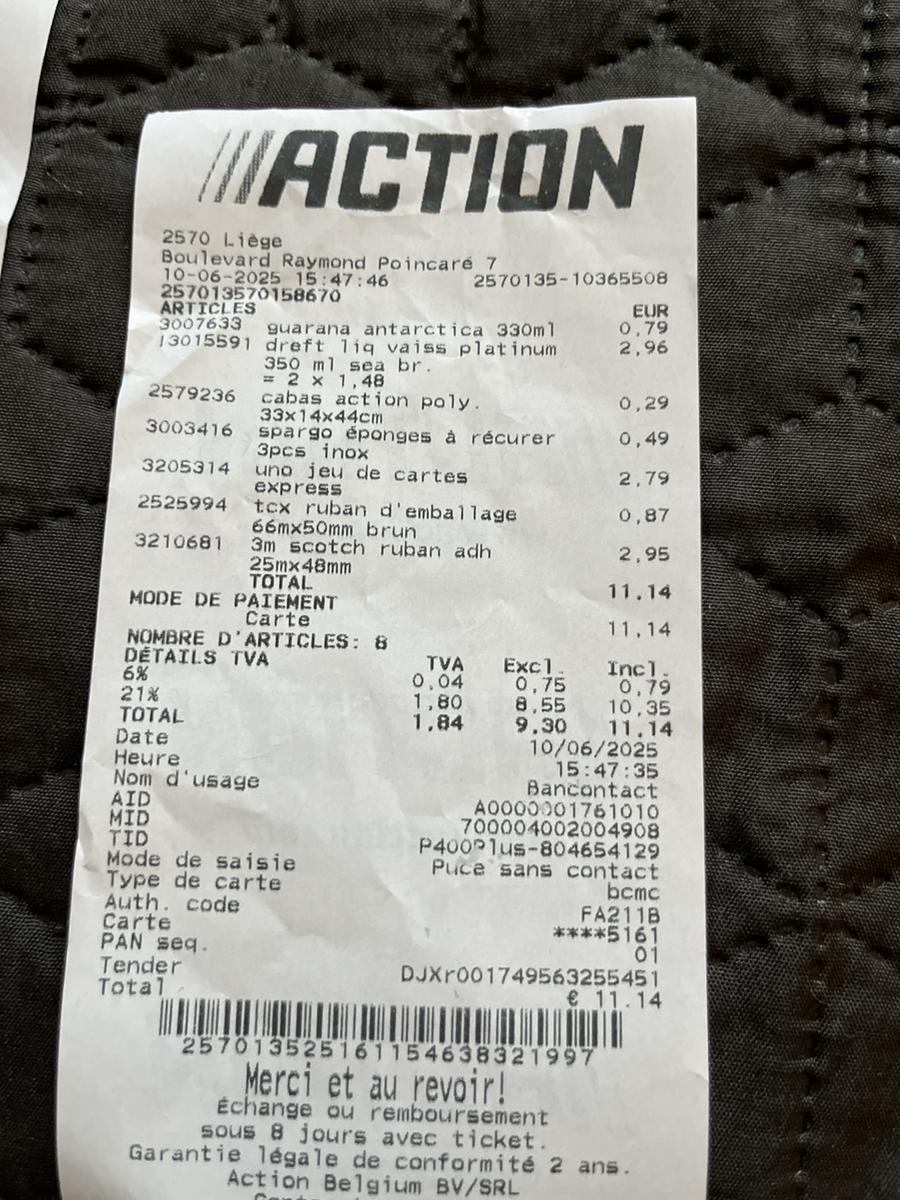 ///ACTION
2570 Liège
Boulevard Raymond Poincaré 7
10-06-2025 15:47:46 2570135-10365508
257013570158670
ARTICLES EUR
3007633 guarana antarctica 330ml 0,79
13015591 dreft liq vaiss platinum 2,96
350 ml sea br.
= 2 x 1,48
2579236 cabas action poly. 0,29
33x14x44cm
3003416 spargo éponges à récurer 0,49
3pcs inox
3205314 uno jeu de cartes 2,79
express
2525994 tcx ruban d'emballage 0,87
66mx50mm brun
3210681 3m scotch ruban adh 2,95
25mx48mm
TOTAL 11,14
MODE DE PAIEMENT
Carte 11,14
NOMBRE D'ARTICLES: 8
DÉTAILS TVA TVA Excl. Incl.
6% 0,04 0,75 0,79
21% 1,80 8,55 10,35
TOTAL 1,84 9,30 11,14
Date 10/06/2025
Heure 15:47:35
Nom d'usage Bancontact
AID A0000001761010
MID 700004002004908
TID P400Plus-804654129
Mode de saisie Puce sans contact
Type de carte bcmc
Auth. code FA211B
Carte ****5161
PAN seq. 01
Tender DJXr001749563255451
Total € 11.14
257013525161154638321997
Merci et au revoir!
Échange ou remboursement
sous 8 jours avec ticket.
Garantie légale de conformité 2 ans.
Action Belgium BV/SRL